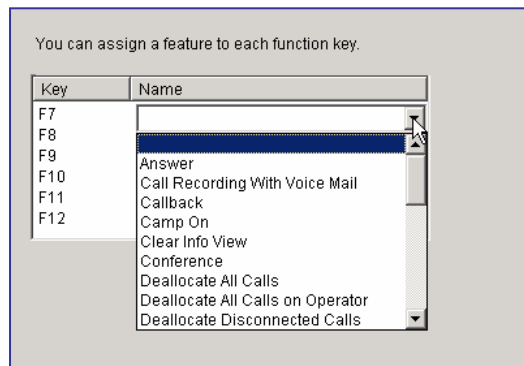 You can assign a feature to each function key.
Key Name
F7
F8
F9
F10
F11
F12
Answer
Call Recording With Voice Mail
Callback
Camp On
Clear Info View
Conference
Deallocate All Calls
Deallocate All Calls on Operator
Deallocate Disconnected Calls